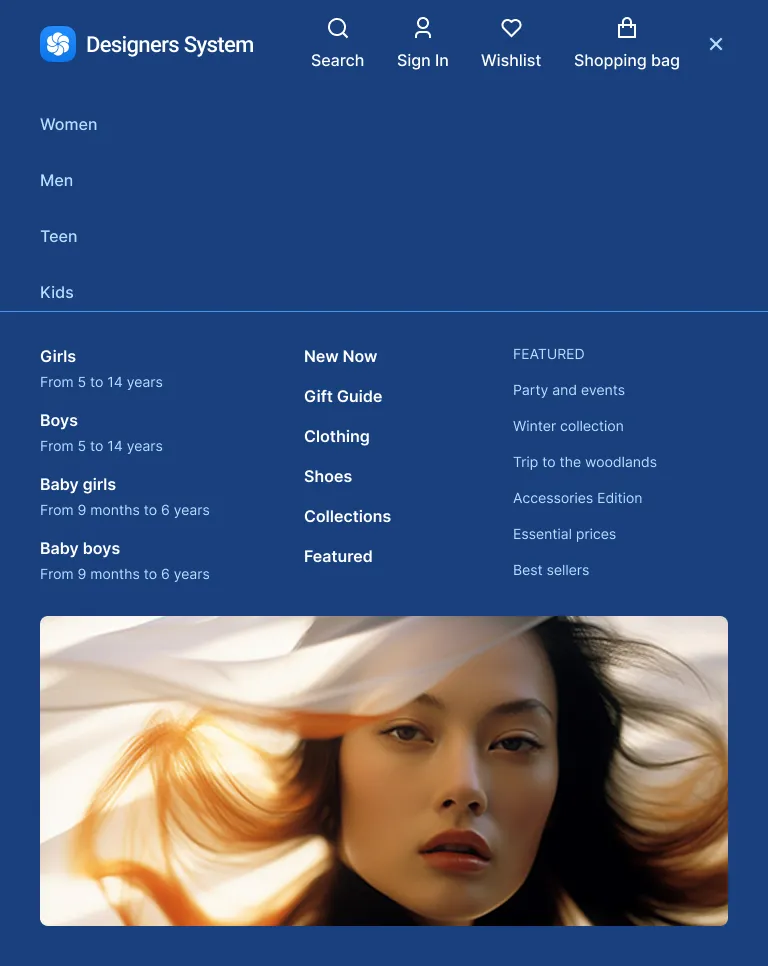 Designers System
Search
Sign In
Wishlist
Shopping bag
Women
Men
Teen
Kids
Girls
From 5 to 14 years
Boys
From 5 to 14 years
Baby girls
From 9 months to 6 years
Baby boys
From 9 months to 6 years
New Now
Gift Guide
Clothing
Shoes
Collections
Featured
FEATURED
Party and events
Winter collection
Trip to the woodlands
Accessories Edition
Essential prices
Best sellers